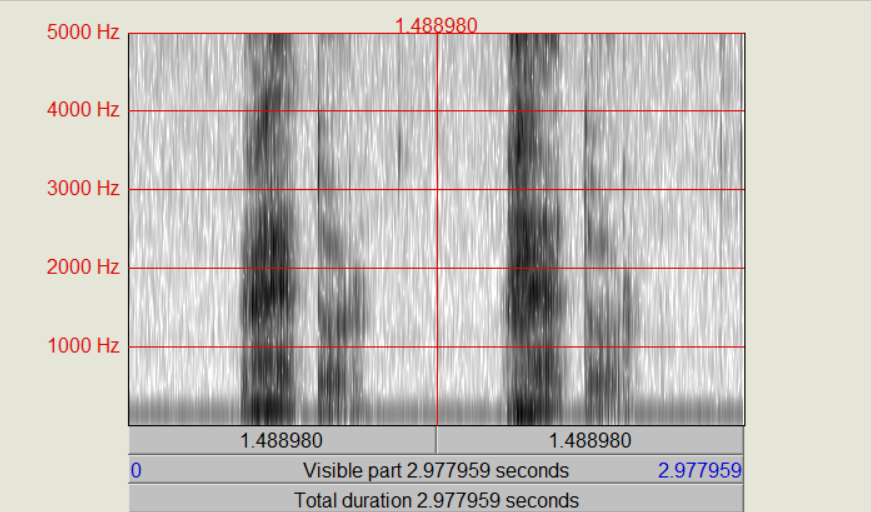 1.488980
5000 Hz
4000 Hz
3000 Hz
2000 Hz
1000 Hz
1.488980 1.488980
0 Visible part 2.977959 seconds 2.977959
Total duration 2.977959 seconds